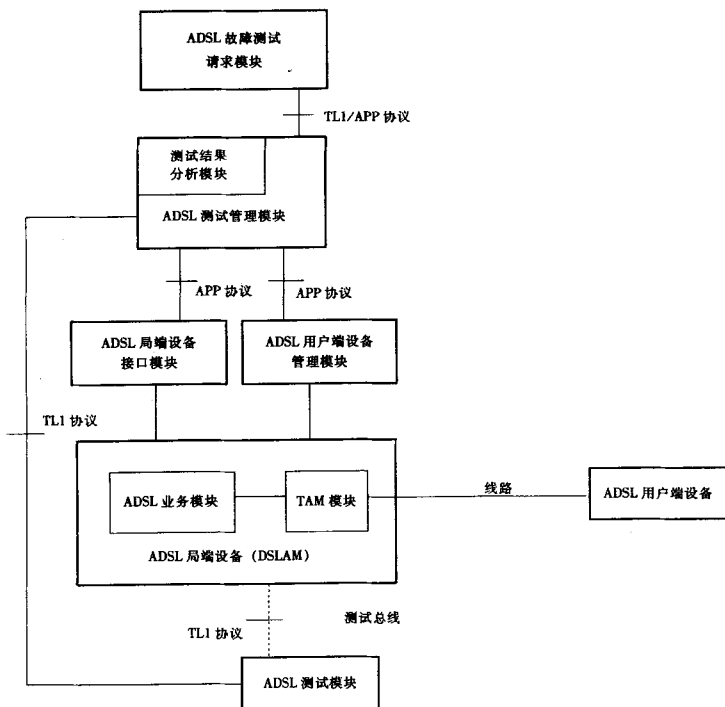 ADSL 故障测试
请求模块
TL1/APP 协议
测试结果
分析模块
ADSL 测试管理模块
APP 协议
APP 协议
ADSL 局端设备
接口模块
ADSL 用户端设备
管理模块
TL1 协议
ADSL 业务模块
TAM 模块
线路
ADSL 用户端设备
ADSL 局端设备（DSLAM）
测试总线
TL1 协议
ADSL 测试模块